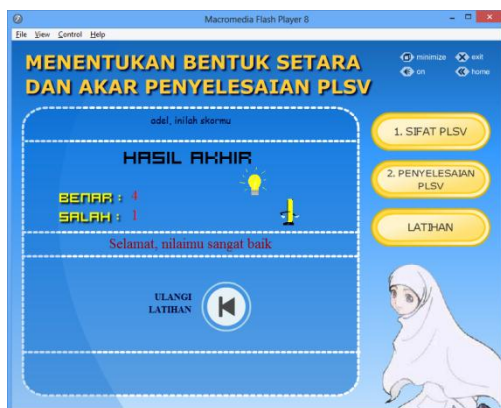 Macromedia Flash Player 8
File View Control Help
MENENTUKAN BENTUK SETARA
DAN AKAR PENYELESAIAN PLSV
minimize exit
on home
adel, inilah skormu
HASIL AKHIR
BENAR : 4
SALAH : 1
Selamat, nilaimu sangat baik
ULANGI
LATIHAN
1. SIFAT PLSV
2. PENYELESAIAN
PLSV
LATIHAN